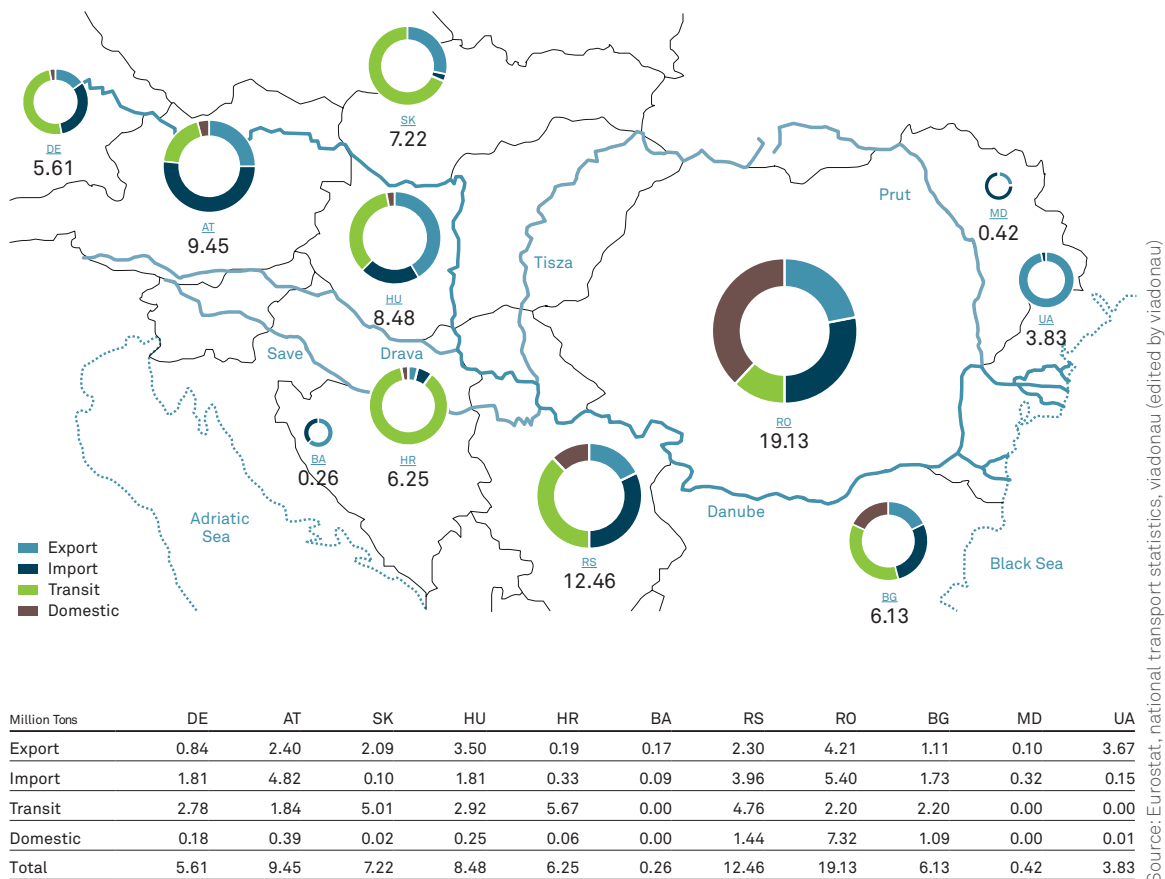 SK
7.22
DE
5.61
AT
9.45
Prut
MD
0.42
Tisza
HU
8.48
UA
3.83
Save
Drava
RO
19.13
BA
0.26
HR
6.25
Danube
Adriatic
Sea
RS
12.46
Black Sea
BG
6.13
Export
Import
Transit
Domestic
Million Tons DE AT SK HU HR BA RS RO BG MD UA
Export 0.84 2.40 2.09 3.50 0.19 0.17 2.30 4.21 1.11 0.10 3.67
Import 1.81 4.82 0.10 1.81 0.33 0.09 3.96 5.40 1.73 0.32 0.15
Transit 2.78 1.84 5.01 2.92 5.67 0.00 4.76 2.20 2.20 0.00 0.00
Domestic 0.18 0.39 0.02 0.25 0.06 0.00 1.44 7.32 1.09 0.00 0.01
Total 5.61 9.45 7.22 8.48 6.25 0.26 12.46 19.13 6.13 0.42 3.83
Source: Eurostat, national transport statistics, viadonau (edited by viadonau)